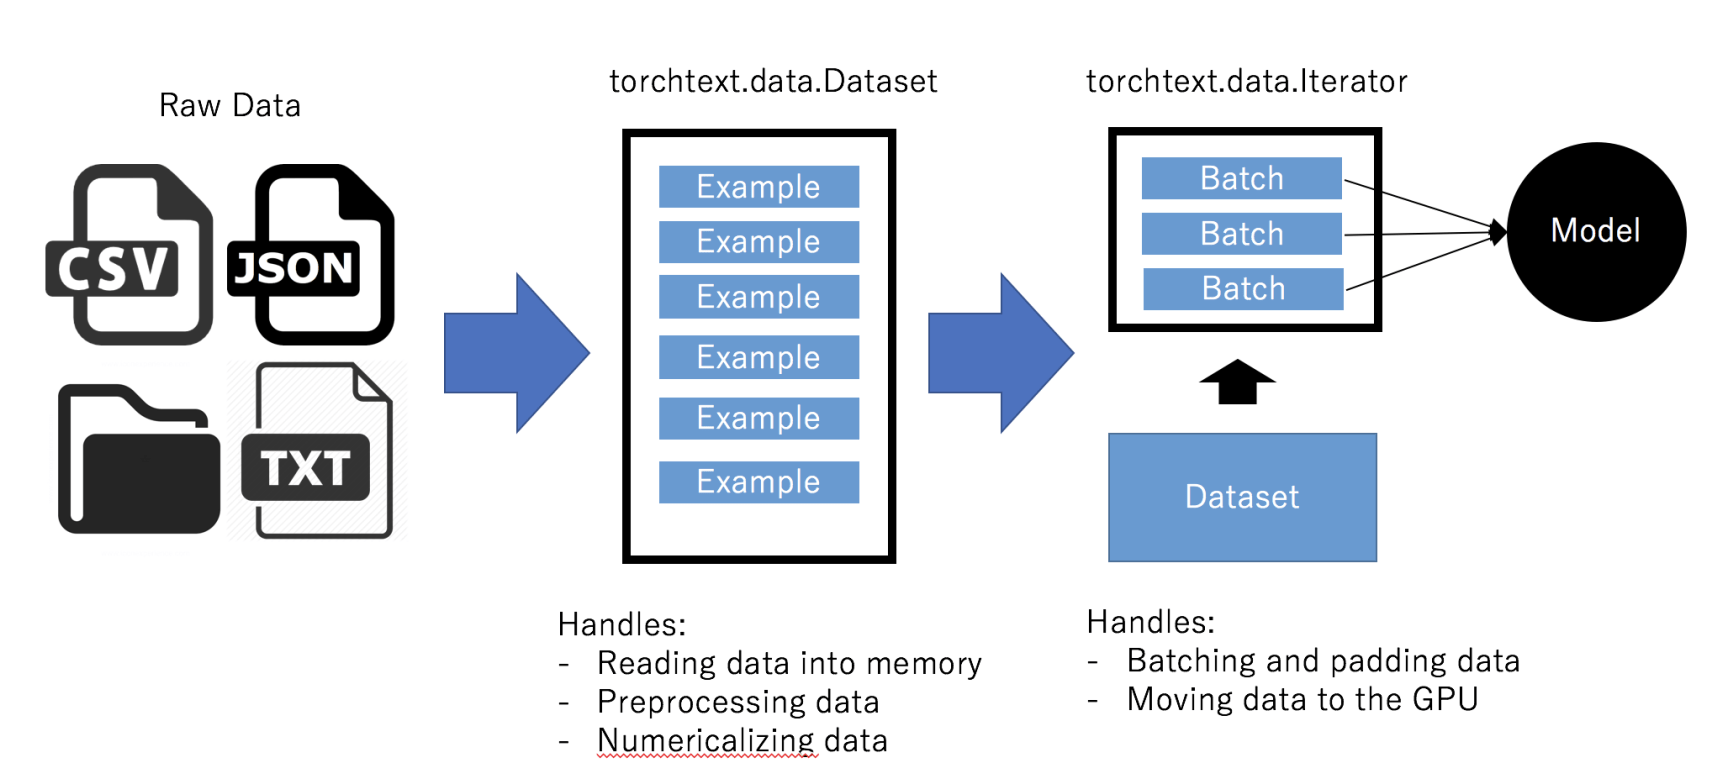 Raw Data
CSV
JSON
TXT
torchtext.data.Dataset
Example
Example
Example
Example
Example
Example
Handles:
- Reading data into memory
- Preprocessing data
- Numericalizing data
torchtext.data.Iterator
Batch
Batch
Batch
Model
Dataset
Handles:
- Batching and padding data
- Moving data to the GPU